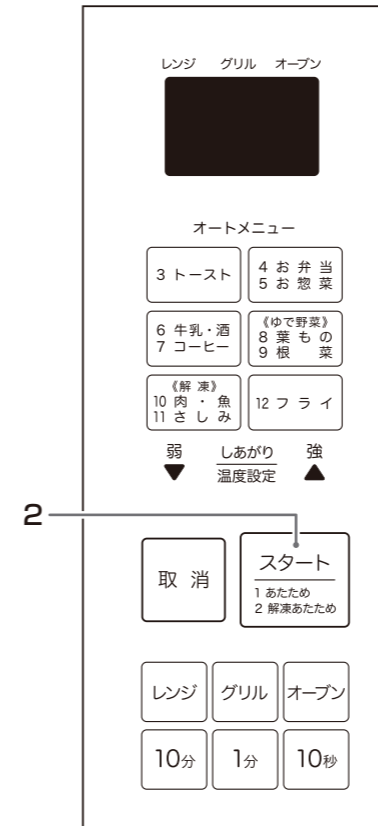 レンジ グリル オーブン
オートメニュー
3 トースト
4 お弁当
5 お惣菜
6 牛乳・酒
7 コーヒー
《ゆで野菜》
8 葉もの
9 根菜
《解凍》
10 肉・魚
11 さしみ
12 フライ
弱 しあがり 強
▼ 温度設定 ▲
2
取消
スタート
1 あたため
2 解凍あたため
レンジ グリル オーブン
10分 1分 10秒